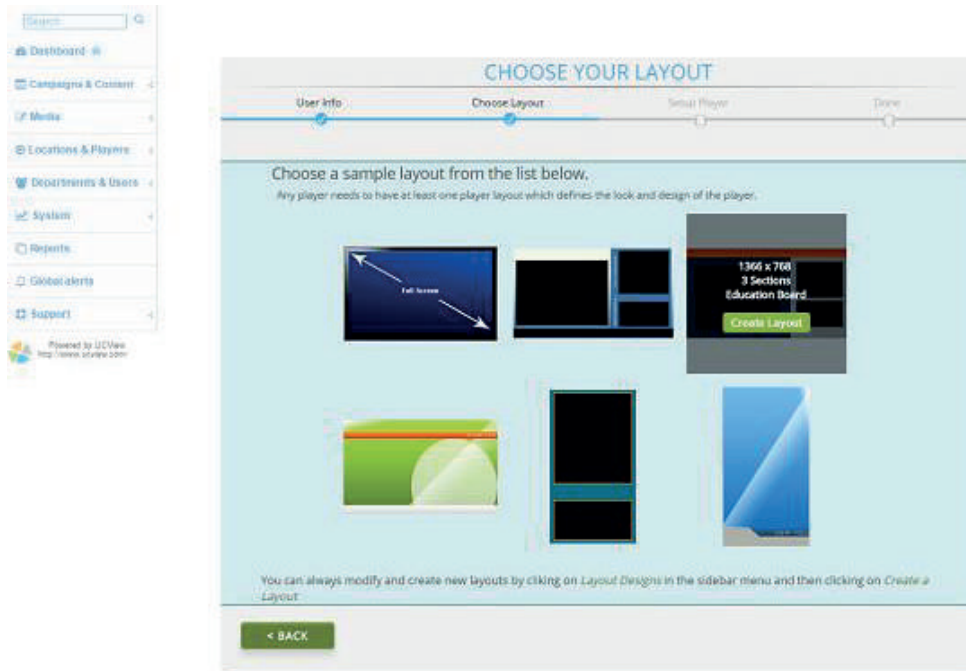 Search
Dashboard
Campaigns & Content
Media
Locations & Players
Departments & Users
System
Reports
Global alerts
Support
Powered by UCView
http://www.ucview.com/
CHOOSE YOUR LAYOUT
User Info Choose Layout Setup Player Done
Choose a sample layout from the list below.
Any player needs to have at least one player layout which defines the look and design of the player.
Full Screen
1366 x 768
3 Sections
Education Board
Create Layout
You can always modify and create new layouts by cliking on Layout Designs in the sidebar menu and then clicking on Create a
Layout
< BACK